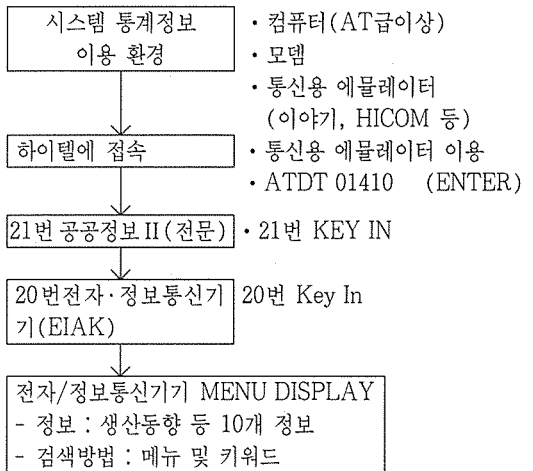 시스템 통계정보
이용 환경
· 컴퓨터(AT급이상)
· 모뎀
· 통신용 에뮬레이터
(이야기, HICOM 등)
하이텔에 접속
· 통신용 에뮬레이터 이용
· ATDT 01410 (ENTER)
21번 공공정보 II (전문)
· 21번 KEY IN
20번전자·정보통신기
기(EIAK)
20번 Key In
전자/정보통신기기 MENU DISPLAY
- 정보 : 생산동향 등 10개 정보
- 검색방법 : 메뉴 및 키워드